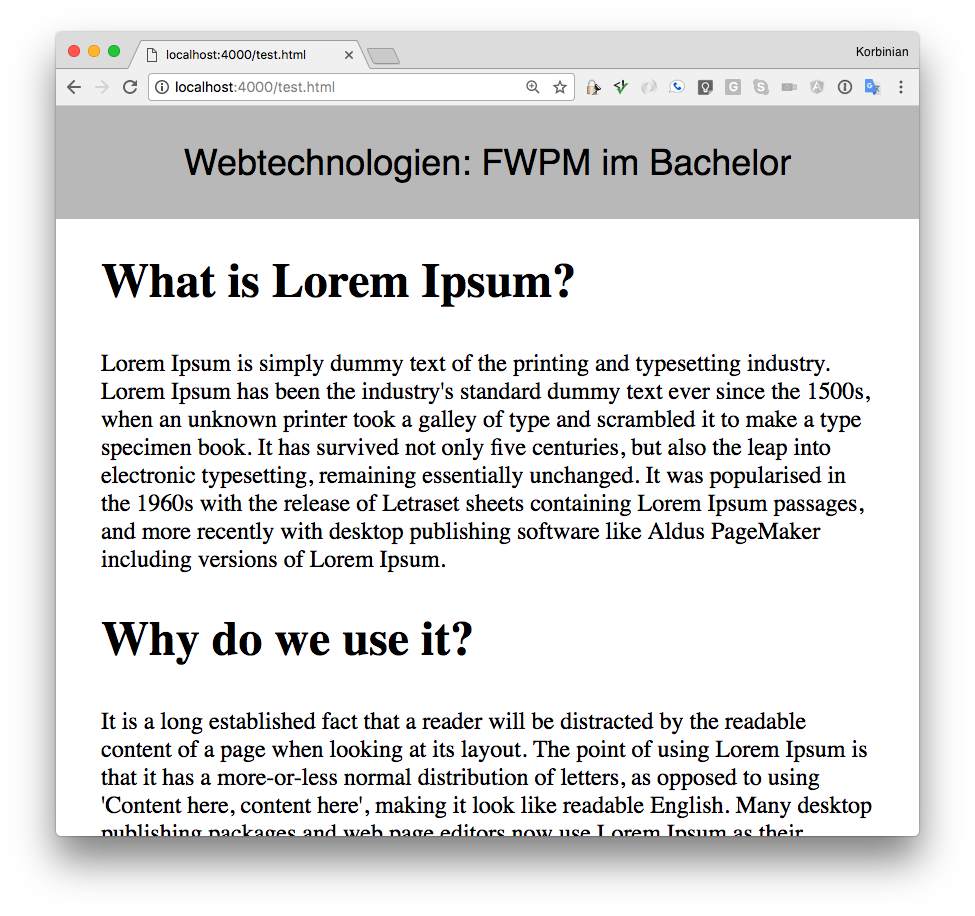 localhost:4000/test.html
Korbinian
localhost:4000/test.html
Webtechnologien: FWPM im Bachelor
What is Lorem Ipsum?
Lorem Ipsum is simply dummy text of the printing and typesetting industry.
Lorem Ipsum has been the industry's standard dummy text ever since the 1500s,
when an unknown printer took a galley of type and scrambled it to make a type
specimen book. It has survived not only five centuries, but also the leap into
electronic typesetting, remaining essentially unchanged. It was popularised in
the 1960s with the release of Letraset sheets containing Lorem Ipsum passages,
and more recently with desktop publishing software like Aldus PageMaker
including versions of Lorem Ipsum.
Why do we use it?
It is a long established fact that a reader will be distracted by the readable
content of a page when looking at its layout. The point of using Lorem Ipsum is
that it has a more-or-less normal distribution of letters, as opposed to using
'Content here, content here', making it look like readable English. Many desktop
publishing packages and web page editors now use Lorem Ipsum as their